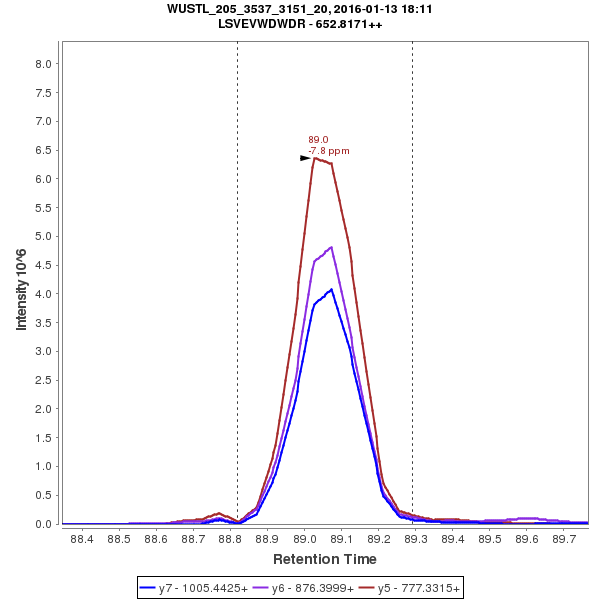 WUSTL_205_3537_3151_20, 2016-01-13 18:11
LSVEVWDWDR - 652.8171++
8.0
7.5
7.0
6.5
6.0
5.5
5.0
4.5
4.0
3.5
3.0
2.5
2.0
1.5
1.0
0.5
0.0
Intensity 10^6
89.0
-7.8 ppm
88.4 88.5 88.6 88.7 88.8 88.9 89.0 89.1 89.2 89.3 89.4 89.5 89.6 89.7
Retention Time
y7 - 1005.4425+ y6 - 876.3999+ y5 - 777.3315+